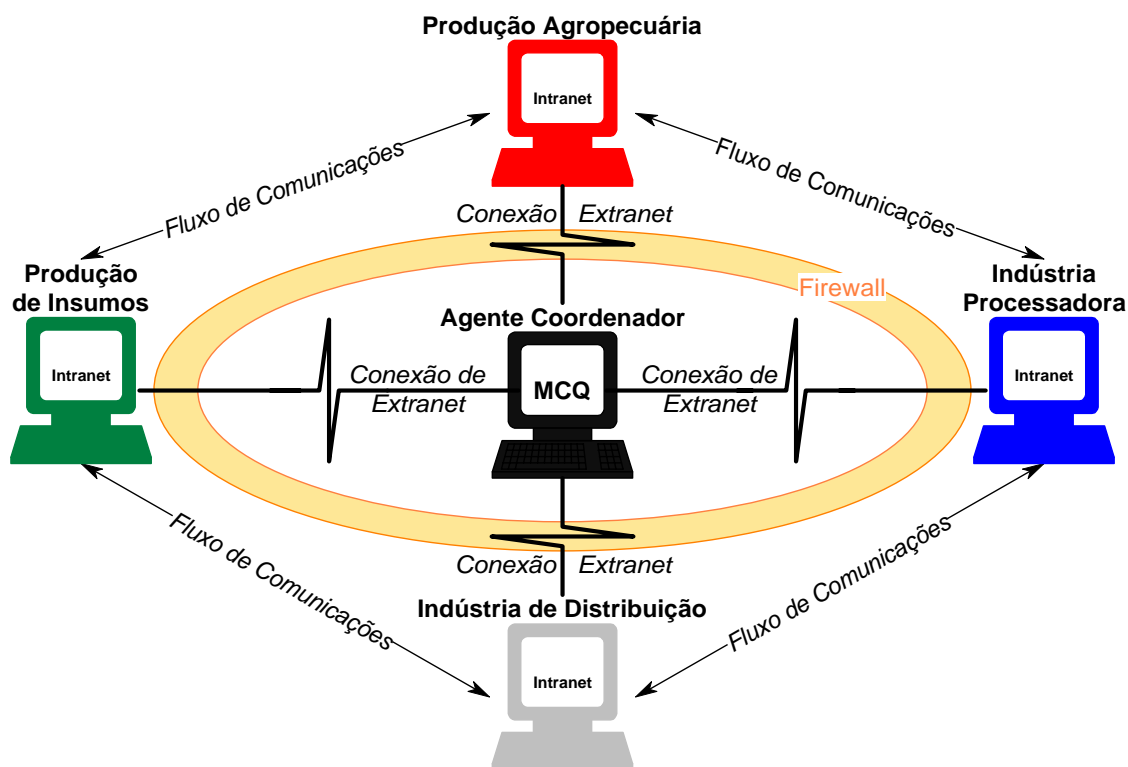 Produção Agropecuária
Intranet
Fluxo de Comunicações
Fluxo de Comunicações
Conexão
Extranet
Produção
de Insumos
Firewall
Indústria
Processadora
Agente Coordenador
Intranet
Conexão de
Extranet
MCQ
Conexão de
Extranet
Intranet
Fluxo de Comunicações
Fluxo de Comunicações
Conexão
Extranet
Indústria de Distribuição
Intranet